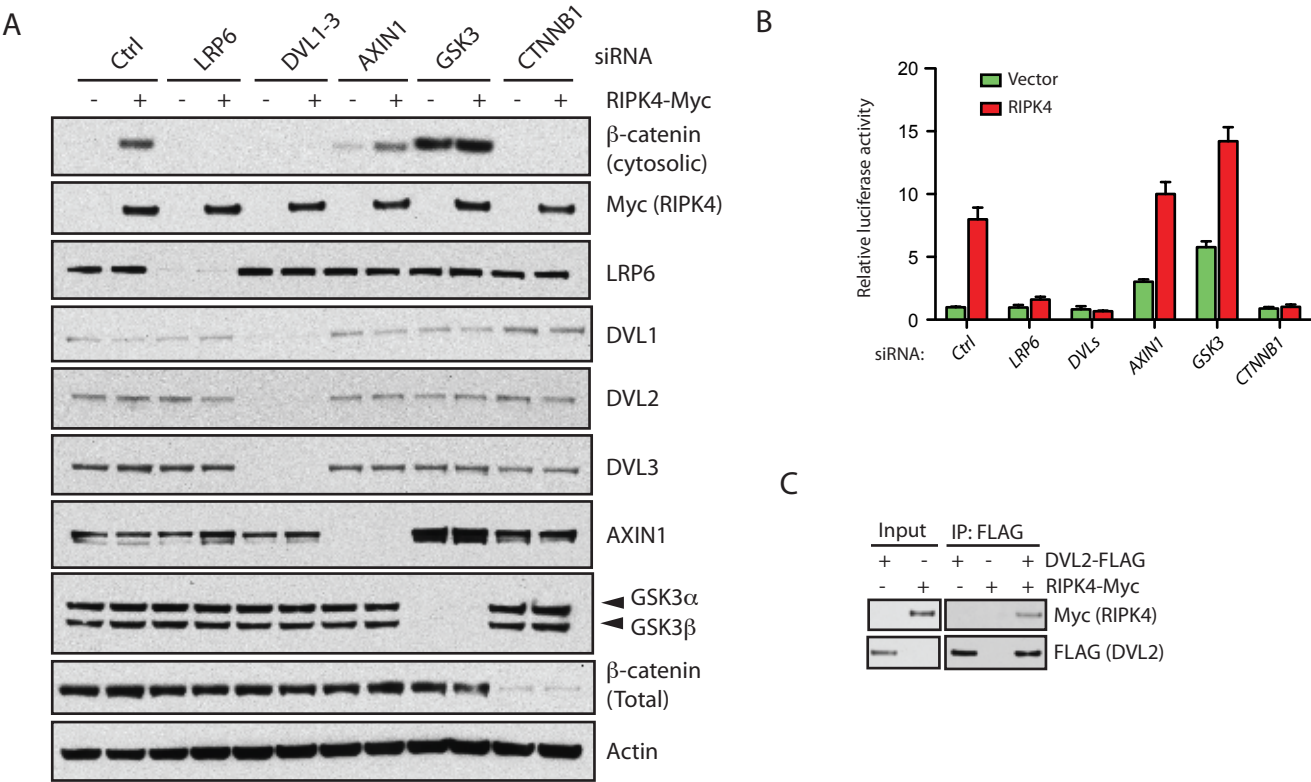 A
Ctrl LRP6 DVL1-3 AXIN1 GSK3 CTNNB1 siRNA
- + - + - + - + - + - + RIPK4-Myc
β-catenin
(cytosolic)
Myc (RIPK4)
LRP6
DVL1
DVL2
DVL3
AXIN1
GSK3α
GSK3β
β-catenin
(Total)
Actin
B
20
15
10
5
0
Relative luciferase activity
Vector
RIPK4
siRNA: Ctrl LRP6 DVLs AXIN1 GSK3 CTNNB1
C
Input IP: FLAG
+ - + - + DVL2-FLAG
- + - + + RIPK4-Myc
Myc (RIPK4)
FLAG (DVL2)